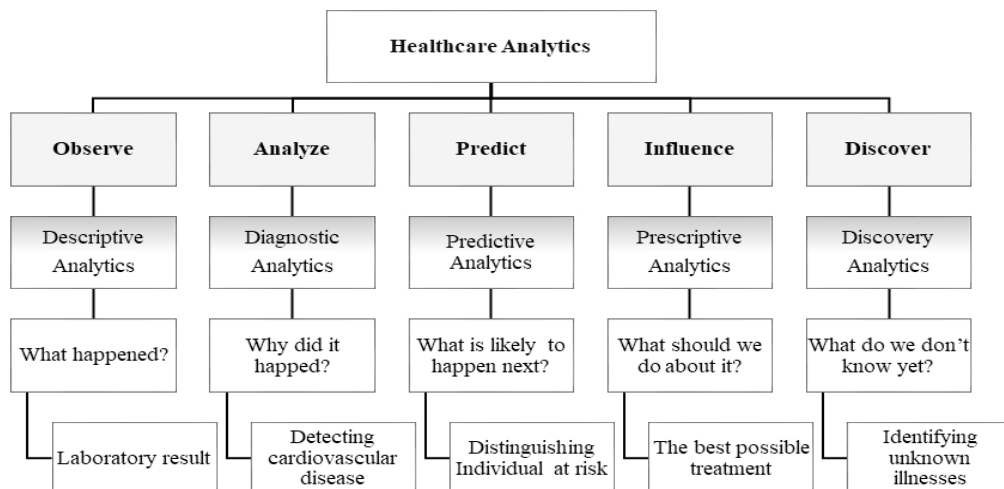 Healthcare Analytics
Observe
Analyze
Predict
Influence
Discover
Descriptive
Analytics
Diagnostic
Analytics
Predictive
Analytics
Prescriptive
Analytics
Discovery
Analytics
What happened?
Why did it
happed?
What is likely to
happen next?
What should we
do about it?
What do we don't
know yet?
Laboratory result
Detecting
cardiovascular
disease
Distinguishing
Individual at risk
The best possible
treatment
Identifying
unknown
illnesses